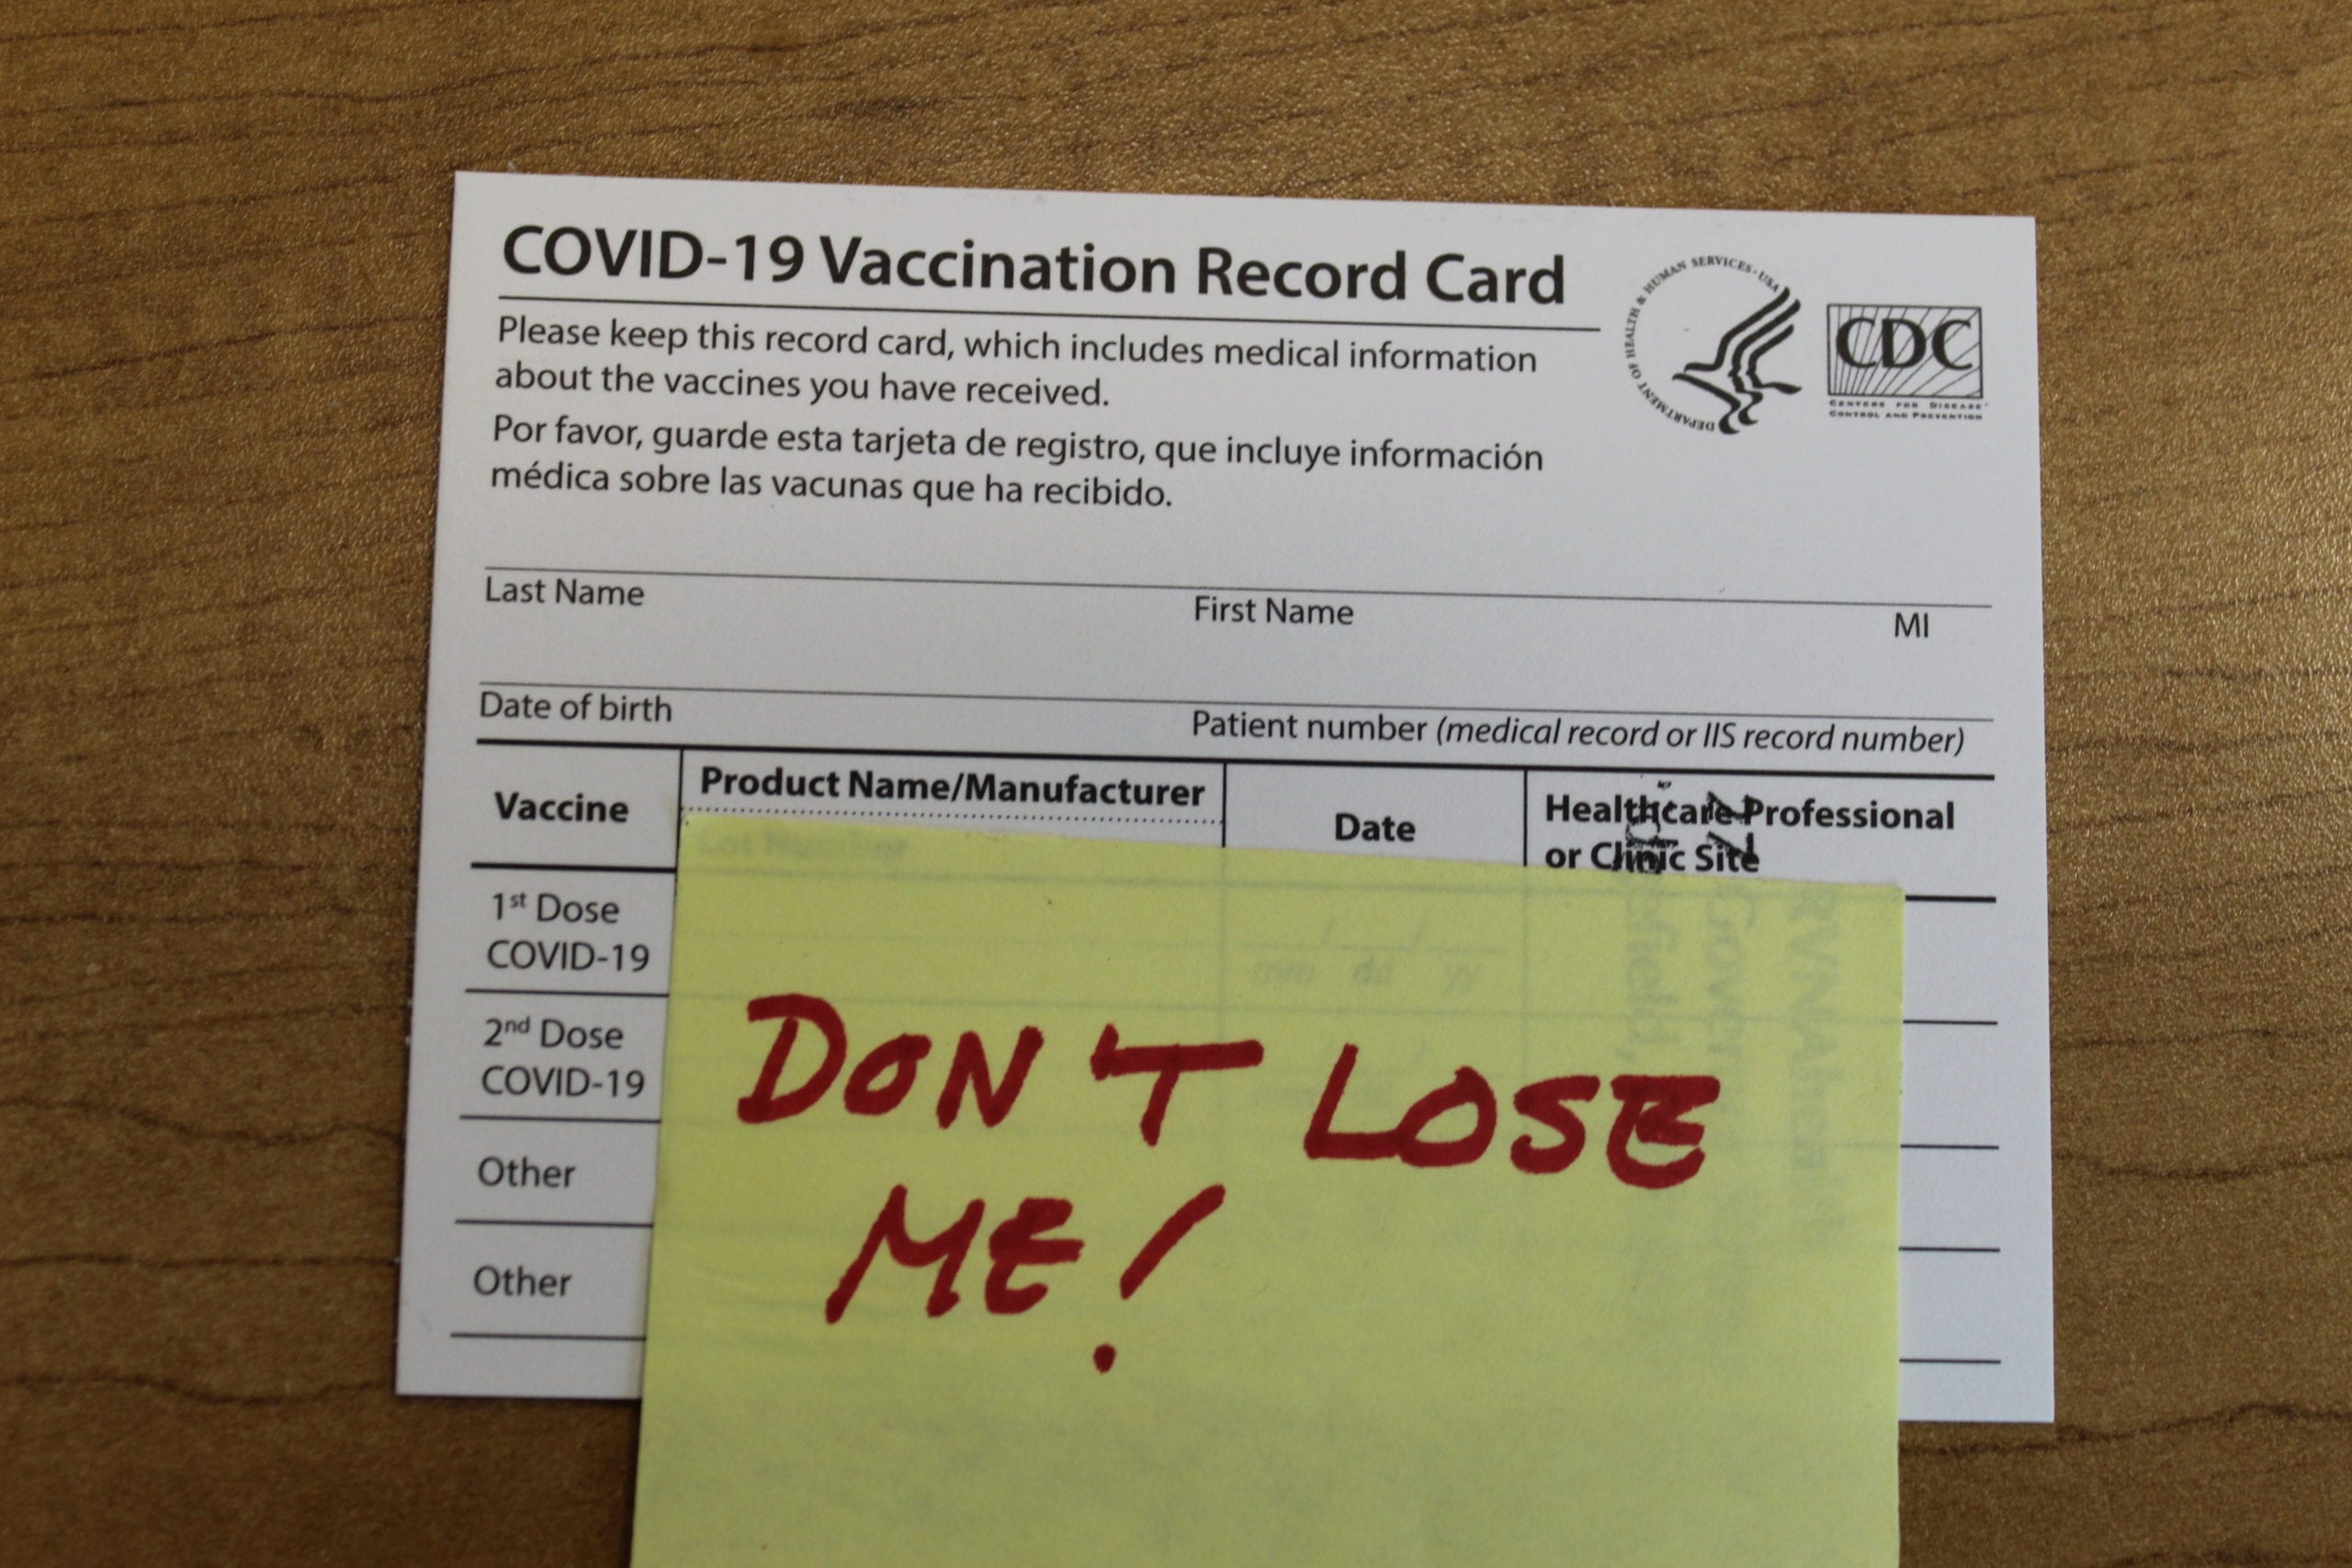 COVID-19 Vaccination Record Card
Please keep this record card, which includes medical information
about the vaccines you have received.
Por favor, guarde esta tarjeta de registro, que incluye información
médica sobre las vacunas que ha recibido.
DEPARTMENT OF HEALTH & HUMAN SERVICES · USA
CDC
CENTERS FOR DISEASE
CONTROL AND PREVENTION
Last Name First Name MI
Date of birth Patient number (medical record or IIS record number)
Vaccine
Product Name/Manufacturer
Lot Number
Date
Healthcare Professional
or Clinic Site
1st Dose
COVID-19
mm dd yy
2nd Dose
COVID-19
Other
Other
DON'T LOSE
ME!